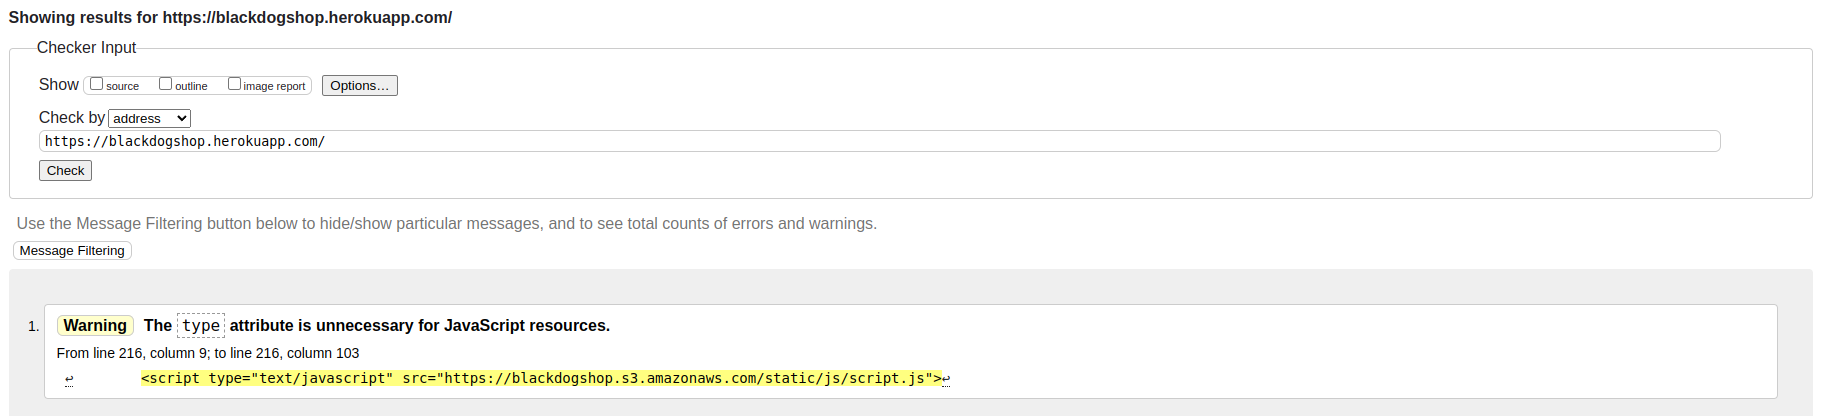 Showing results for https://blackdogshop.herokuapp.com/
Checker Input
Show source outline image report Options...
Check by address
https://blackdogshop.herokuapp.com/
Check
Use the Message Filtering button below to hide/show particular messages, and to see total counts of errors and warnings.
Message Filtering
1. Warning The type attribute is unnecessary for JavaScript resources.
From line 216, column 9; to line 216, column 103
↩ <script type="text/javascript" src="https://blackdogshop.s3.amazonaws.com/static/js/script.js">↩